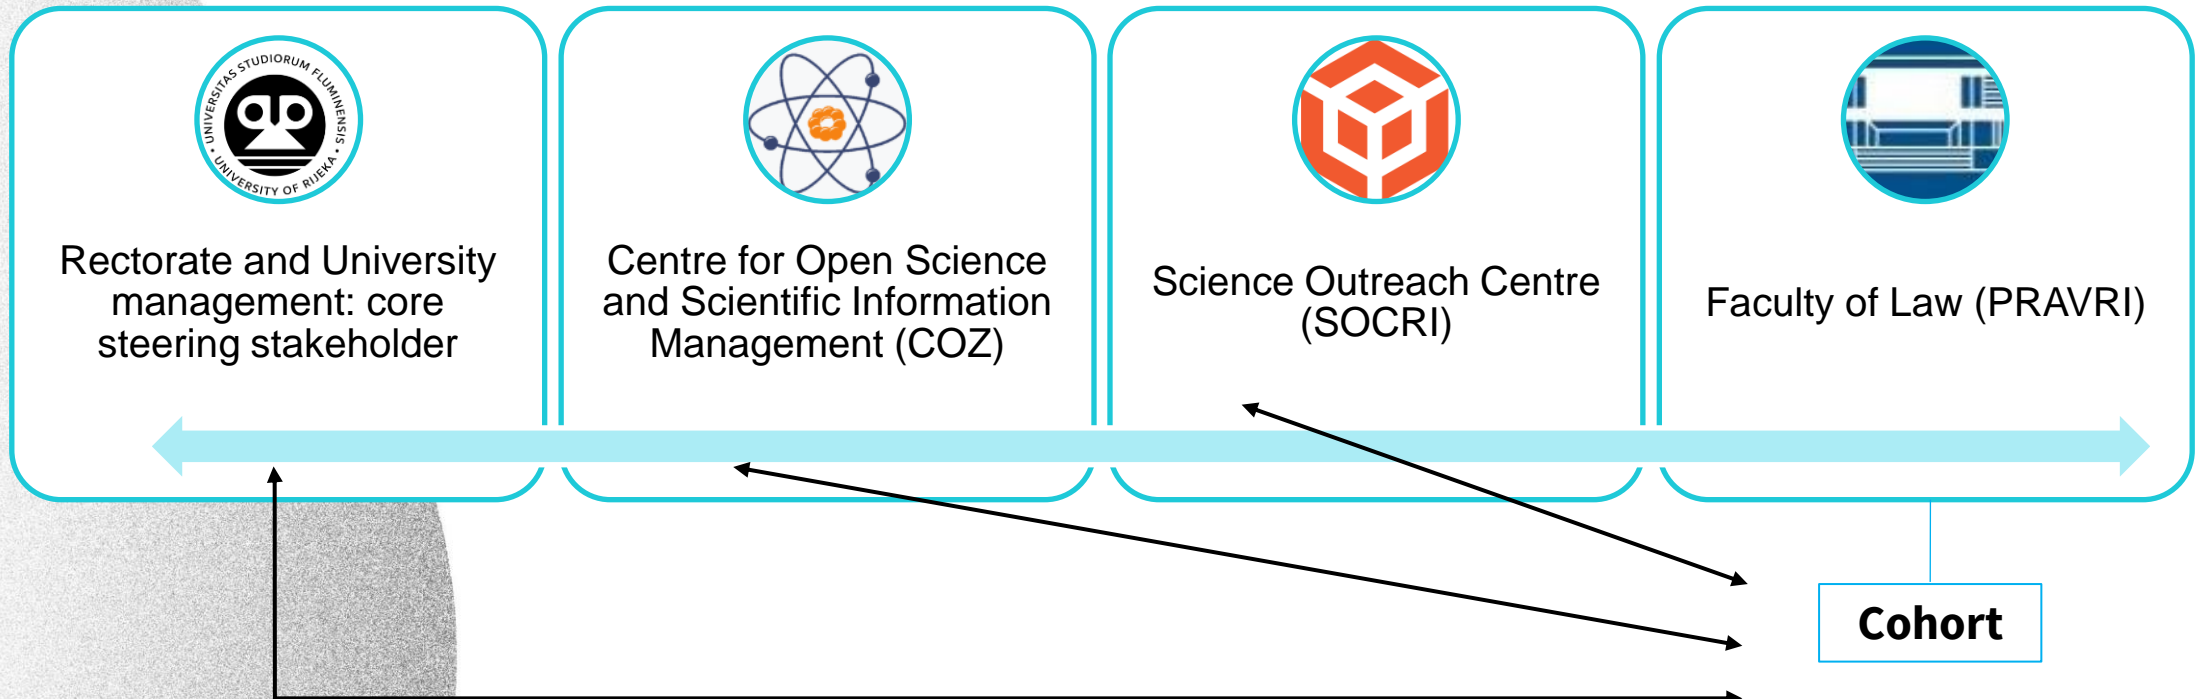 UNIVERSITAS STUDIORUM FLUMINENSIS • UNIVERSITY OF RIJEKA •
Rectorate and University
management: core
steering stakeholder
Centre for Open Science
and Scientific Information
Management (COZ)
Science Outreach Centre
(SOCRI)
Faculty of Law (PRAVRI)
Cohort